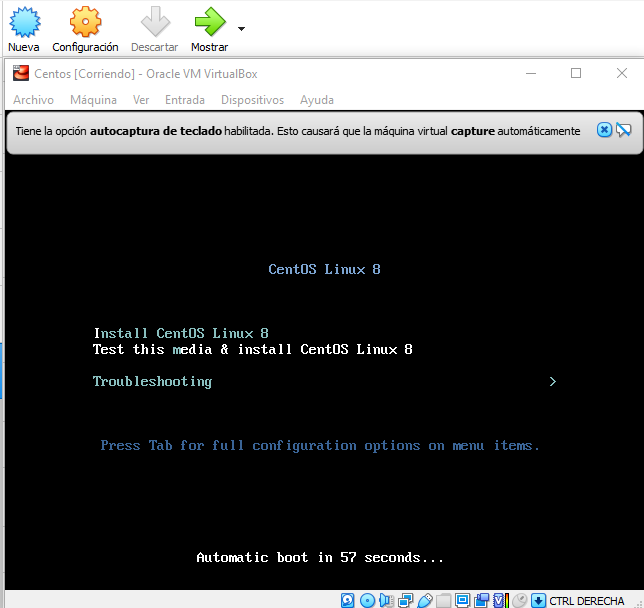 Nueva Configuración Descartar Mostrar
Centos [Corriendo] - Oracle VM VirtualBox
Archivo Máquina Ver Entrada Dispositivos Ayuda
Tiene la opción autocaptura de teclado habilitada. Esto causará que la máquina virtual capture automáticamente
CentOS Linux 8
Install CentOS Linux 8
Test this media & install CentOS Linux 8
Troubleshooting >
Press Tab for full configuration options on menu items.
Automatic boot in 57 seconds...
CTRL DERECHA